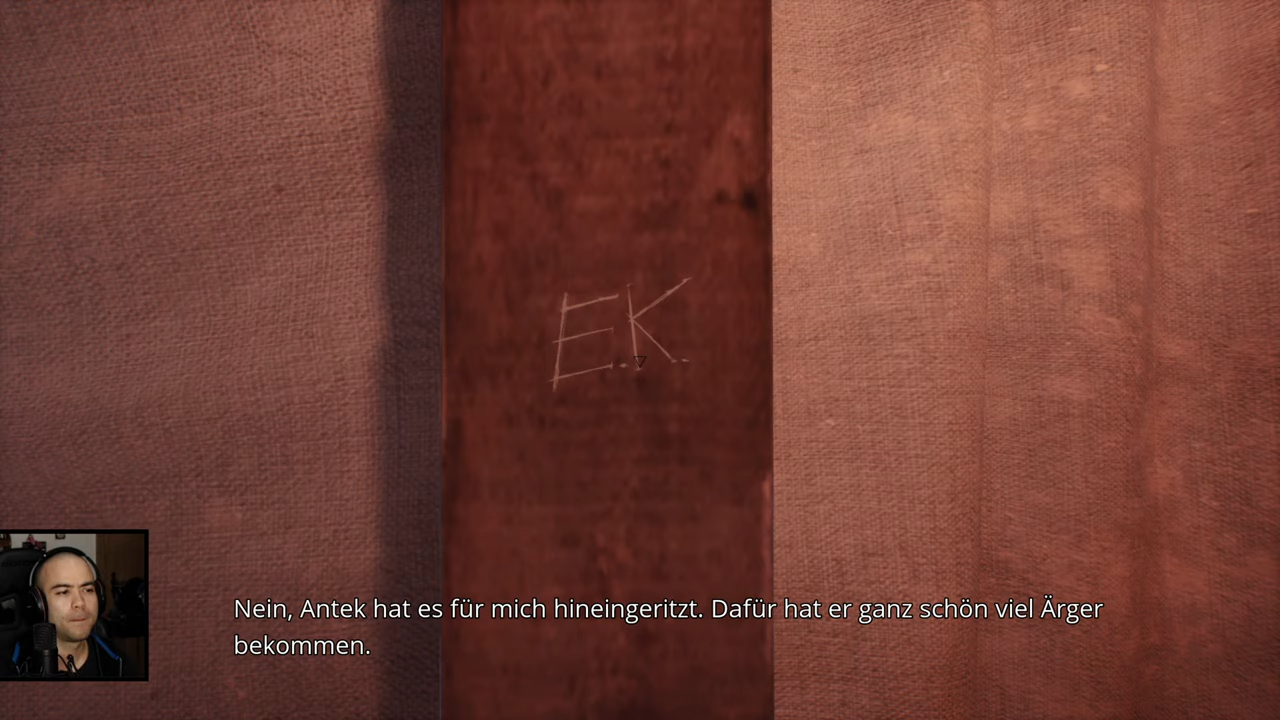 E.K.
Nein, Antek hat es für mich hineingeritzt. Dafür hat er ganz schön viel Ärger
bekommen.